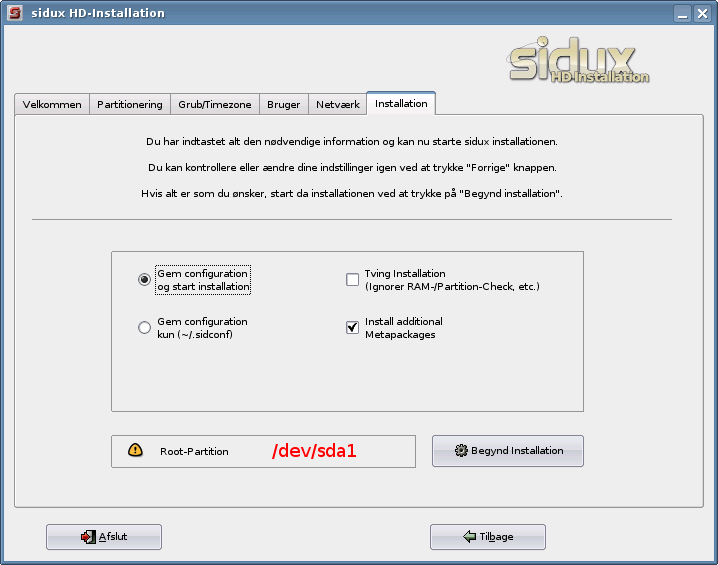 sidux HD-Installation
sidux
HD-Installation
Velkommen Partitionering Grub/Timezone Bruger Netværk Installation
Du har indtastet alt den nødvendige information og kan nu starte sidux installationen.
Du kan kontrollere eller ændre dine indstillinger igen ved at trykke "Forrige" knappen.
Hvis alt er som du ønsker, start da installationen ved at trykke på "Begynd installation".
Gem configuration
og start installation
Tving Installation
(Ignorer RAM-/Partition-Check, etc.)
Gem configuration
kun (~/.sidconf)
Install additional
Metapackages
Root-Partition /dev/sda1
Begynd Installation
Afslut
Tilbage